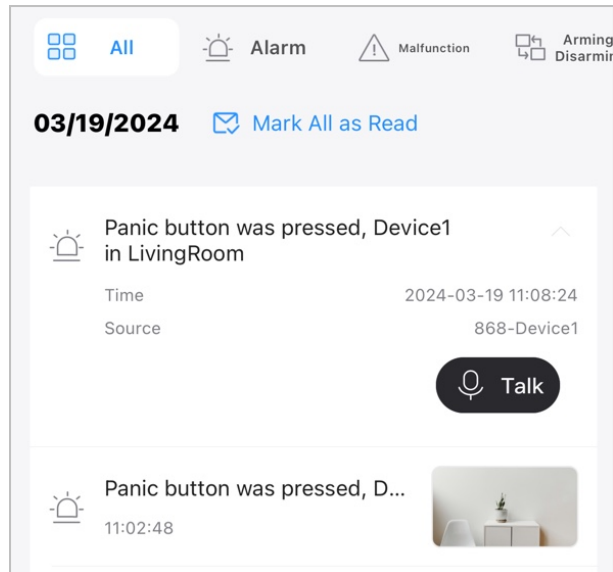 All
Alarm
Malfunction
Arming
Disarmin
03/19/2024
Mark All as Read
Panic button was pressed, Device1
in LivingRoom
Time 2024-03-19 11:08:24
Source 868-Device1
Talk
Panic button was pressed, D...
11:02:48